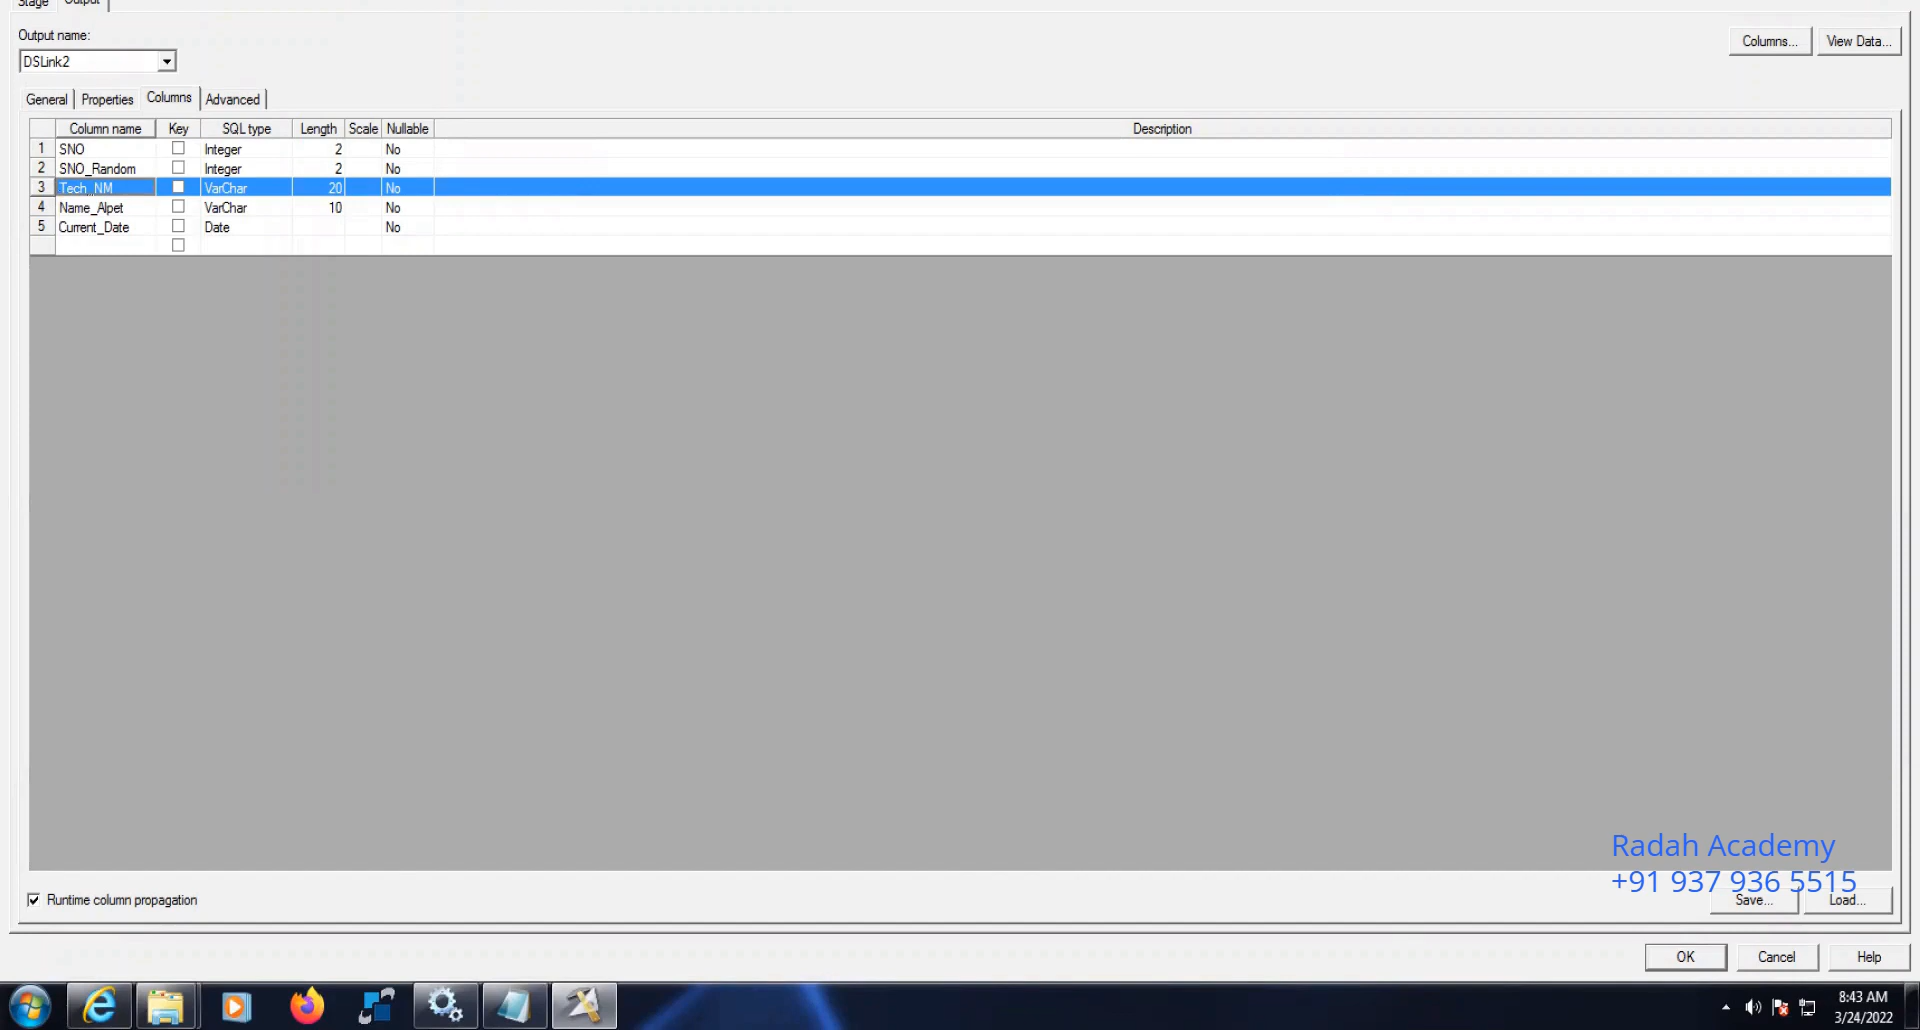 Stage Output
Output name:
DSLink2
Columns... View Data...
General Properties Columns Advanced
Column name Key SQL type Length Scale Nullable Description
1 SNO Integer 2 No
2 SNO_Random Integer 2 No
3 Tech_NM VarChar 20 No
4 Name_Alpet VarChar 10 No
5 Current_Date Date No
Radah Academy
+91 937 936 5515
Runtime column propagation
Save... Load...
OK Cancel Help
8:43 AM
3/24/2022